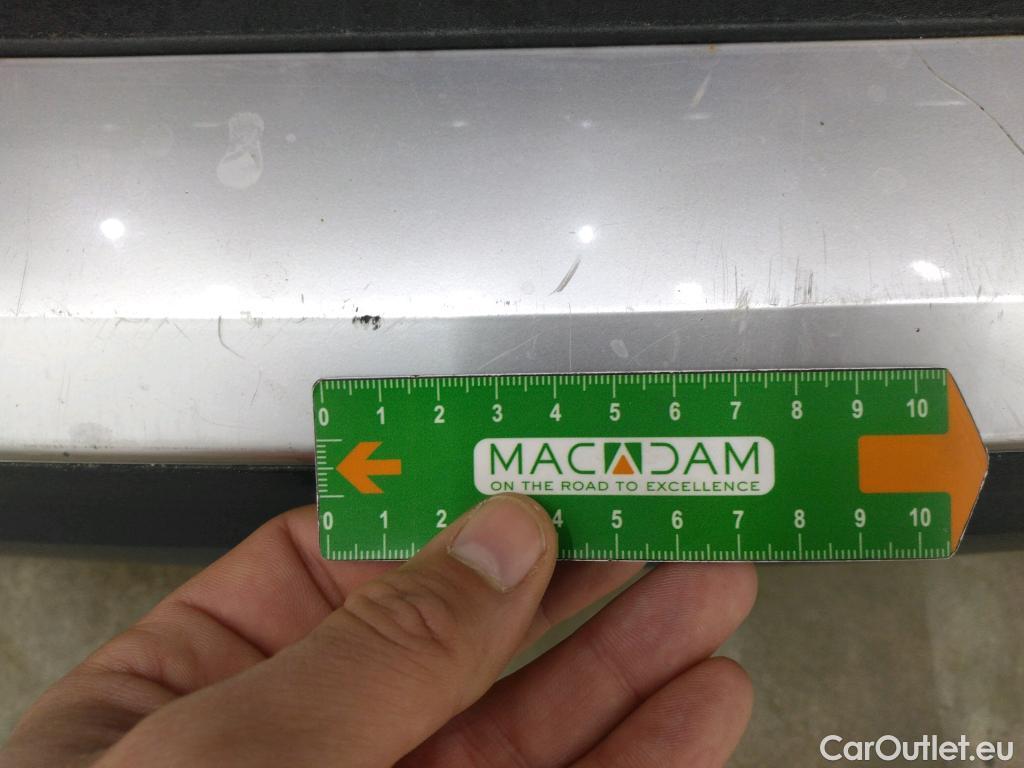 0 1 2 3 4 5 6 7 8 9 10
MACADAM
ON THE ROAD TO EXCELLENCE
0 1 2 4 5 6 7 8 9 10
CarOutlet.eu